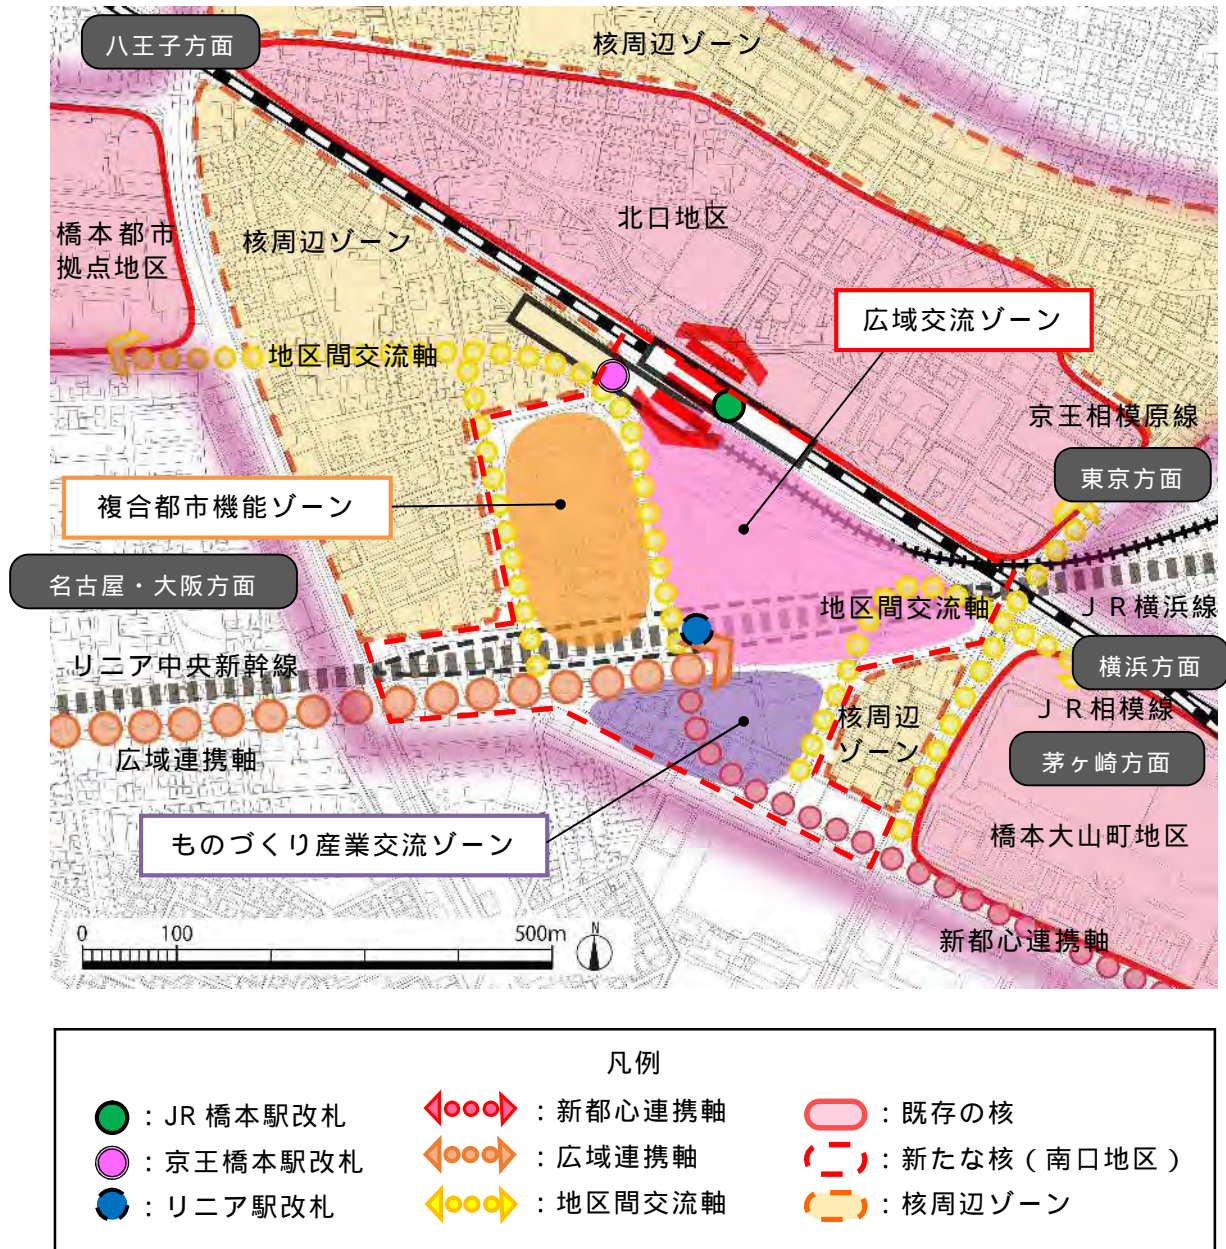 八王子方面
核周辺ゾーン
北口地区
橋本都市
拠点地区
核周辺ゾーン
広域交流ゾーン
地区間交流軸
京王相模原線
東京方面
複合都市機能ゾーン
名古屋・大阪方面
地区間交流軸
JR横浜線
リニア中央新幹線
横浜方面
JR相模線
核周辺
ゾーン
広域連携軸
茅ヶ崎方面
ものづくり産業交流ゾーン
橋本大山町地区
新都心連携軸
0 100 500m
N
凡例
：JR 橋本駅改札
：新都心連携軸
：既存の核
：京王橋本駅改札
：広域連携軸
：新たな核（南口地区）
：リニア駅改札
：地区間交流軸
：核周辺ゾーン